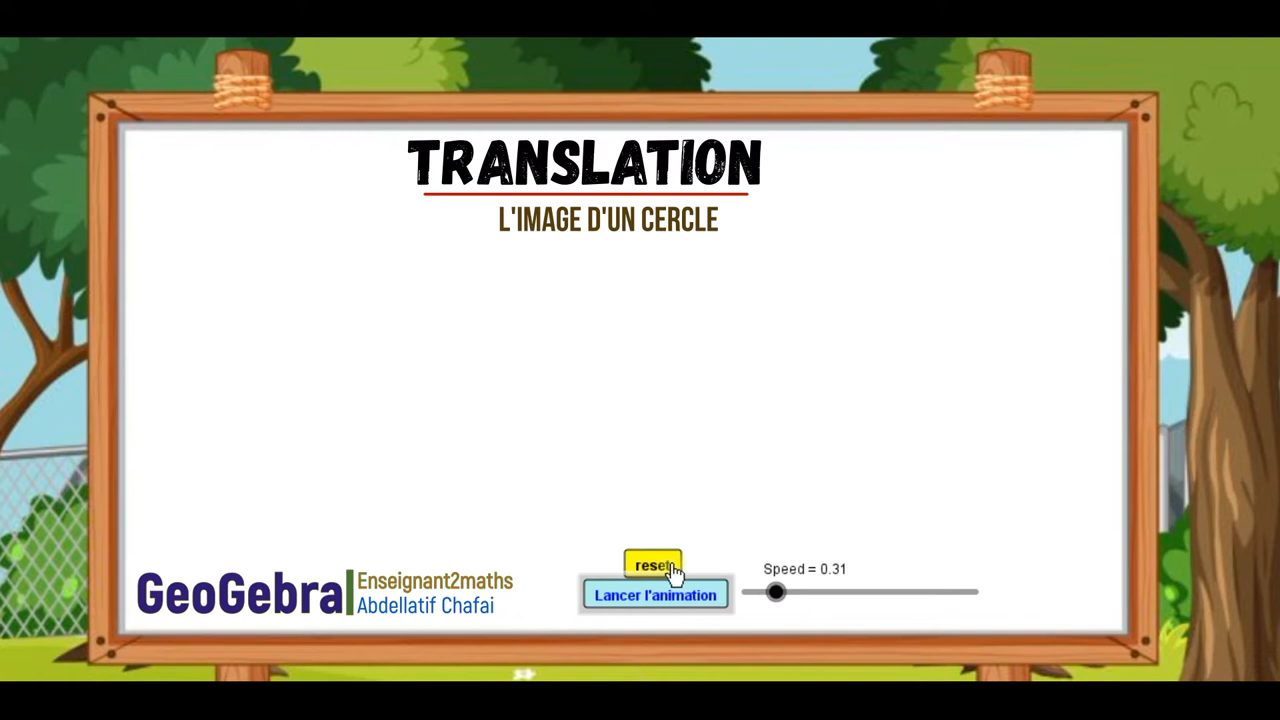 TRANSLATION
L'IMAGE D'UN CERCLE
reset
Speed = 0.31
Lancer l'animation
GeoGebra
Enseignant2maths
Abdellatif Chafai